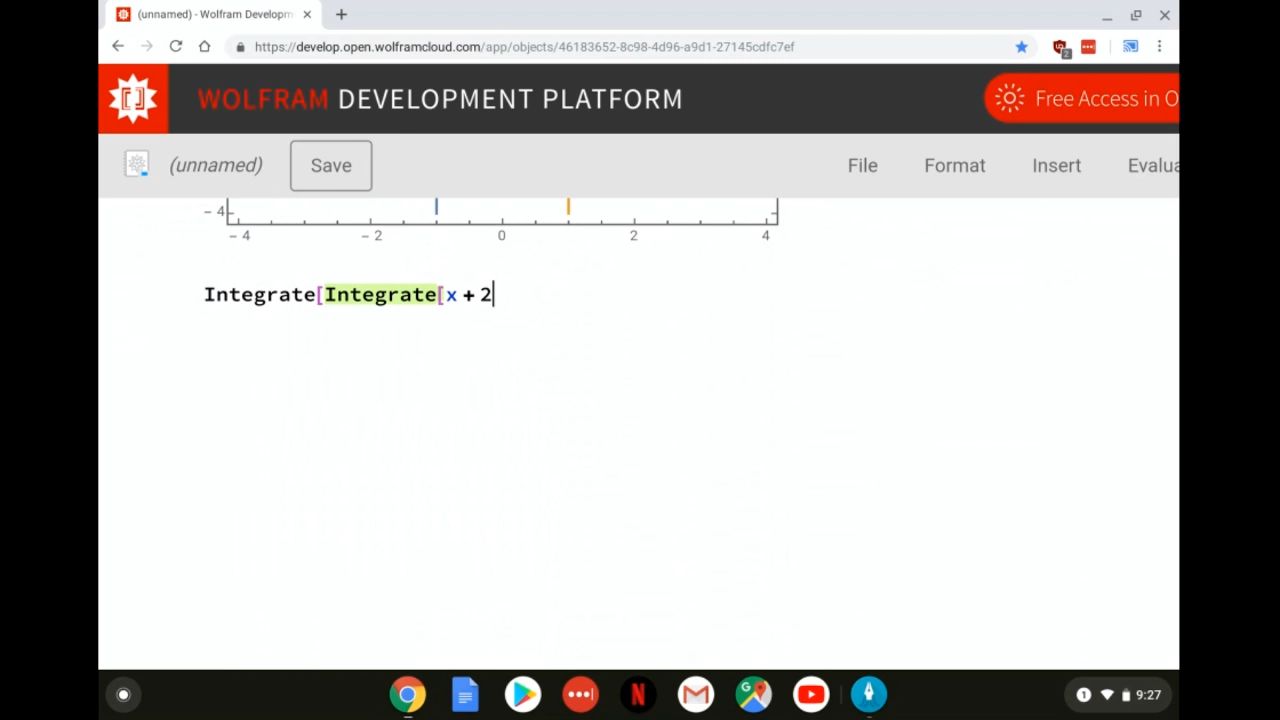 (unnamed) - Wolfram Developm
https://develop.open.wolframcloud.com/app/objects/46183652-8c98-4d96-a9d1-27145cdfc7ef
2
WOLFRAM DEVELOPMENT PLATFORM
Free Access in O
(unnamed) Save File Format Insert Evalua
- 4
- 4 - 2 0 2 4
Integrate[Integrate[x + 2
1 9:27